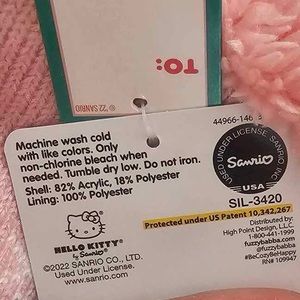 TO:
©'22 SANRIO
44966-146
Machine wash cold
with like colors. Only
non-chlorine bleach when
needed. Tumble dry low. Do not iron.
Shell: 82% Acrylic, 18% Polyester
Lining: 100% Polyester
USED UNDER LICENSE
Sanrio
USA
SIL-3420
Protected under US Patent 10,342,267
HELLO KITTY
by Sanrio
©2022 SANRIO CO., LTD.
Used Under License.
Distributed by:
High Point Design, L.L.C.
1-800-441-1999
@fuzzybabba.com
@fuzzybabba
#BeCozyBeHappy
RN# 109947